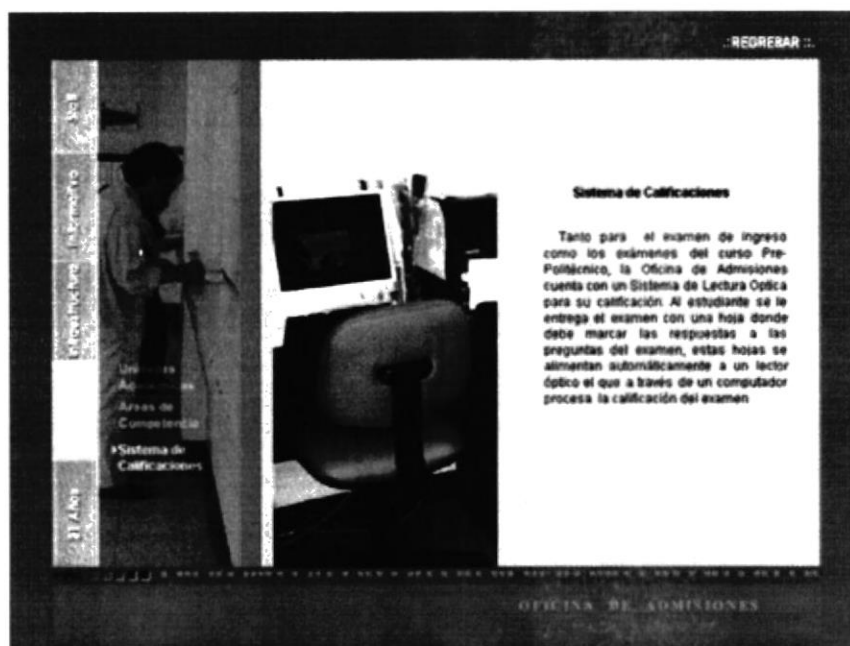 .:REGRESAR ::.
Informativo
Infraestructura
21 Años
Áreas de
Competencia
Sistema de
Calificaciones
Sistema de Calificaciones
Tanto para el examen de ingreso
como los exámenes del curso Pre-
Politécnico, la Oficina de Admisiones
cuenta con un Sistema de Lectura Optica
para su calificación. Al estudiante se le
entrega el examen con una hoja donde
debe marcar las respuestas a las
preguntas del examen, estas hojas se
alimentan automáticamente a un lector
óptico el que a través de un computador
procesa la calificación del examen
OFICINA DE ADMISIONES